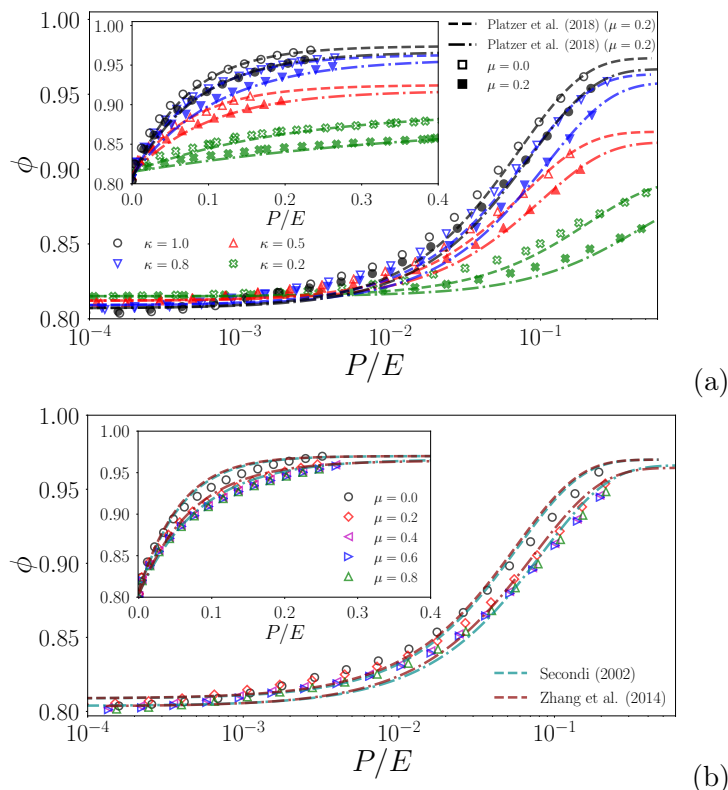 1.00
0.95
0.90
0.85
0.80
ϕ
10⁻⁴
10⁻³
10⁻²
10⁻¹
P/E
1.00
0.95
0.90
0.85
0.80
0.0
0.1
0.2
0.3
0.4
P/E
Platzer et al. (2018) (μ = 0.2)
Platzer et al. (2018) (μ = 0.2)
μ = 0.0
μ = 0.2
κ = 1.0
κ = 0.5
κ = 0.8
κ = 0.2
(a)
1.00
0.95
0.90
0.85
0.80
ϕ
10⁻⁴
10⁻³
10⁻²
10⁻¹
P/E
1.00
0.95
0.90
0.85
0.80
0.0
0.1
0.2
0.3
0.4
P/E
μ = 0.0
μ = 0.2
μ = 0.4
μ = 0.6
μ = 0.8
Secondi (2002)
Zhang et al. (2014)
(b)